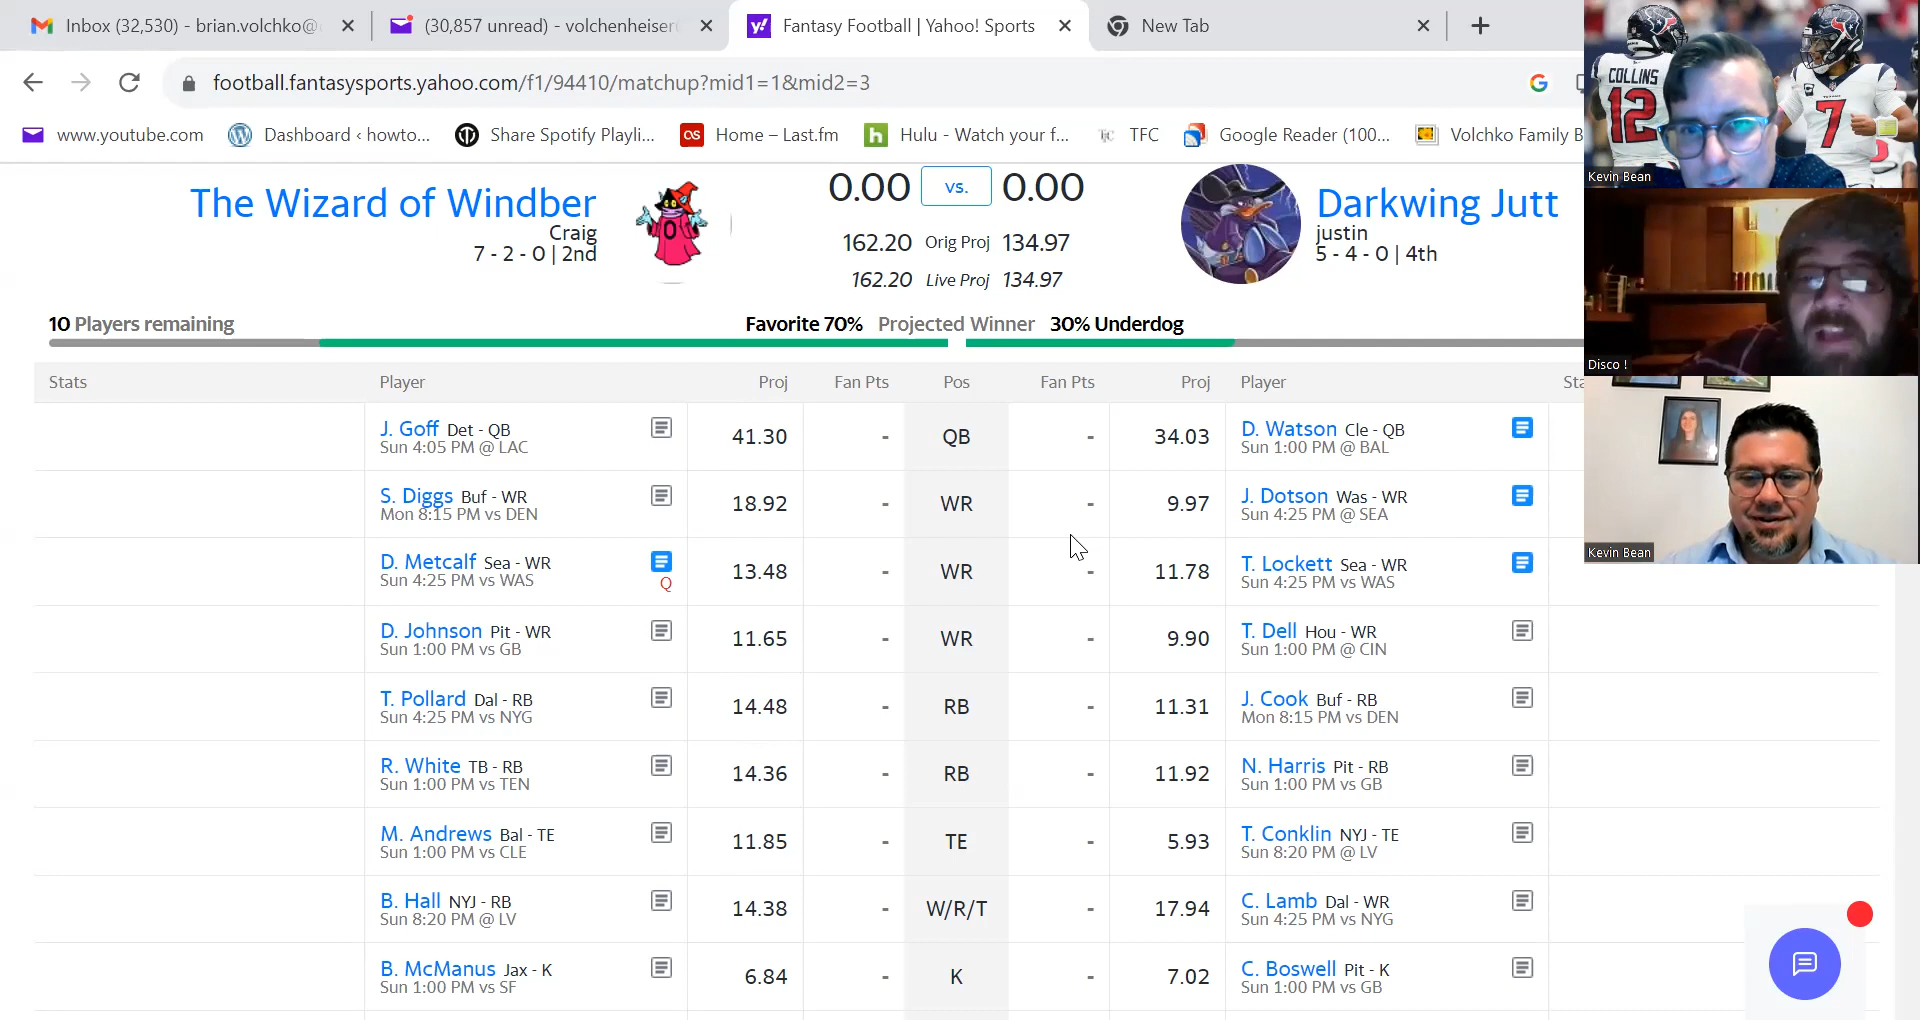 Inbox (32,530) - brian.volchko@
(30,857 unread) - volchenheiser
Fantasy Football | Yahoo! Sports
New Tab
football.fantasysports.yahoo.com/f1/94410/matchup?mid1=1&mid2=3
www.youtube.com
Dashboard ‹ howto...
Share Spotify Playli...
Home – Last.fm
Hulu - Watch your f...
TFC
Google Reader (100...
Volchko Family B
COLLINS
12
7
Kevin Bean
Disco !
Kevin Bean
The Wizard of Windber
Craig
7 - 2 - 0 | 2nd
0.00 vs. 0.00
162.20 Orig Proj 134.97
162.20 Live Proj 134.97
Darkwing Jutt
justin
5 - 4 - 0 | 4th
10 Players remaining
Favorite 70% Projected Winner 30% Underdog
Stats Player Proj Fan Pts Pos Fan Pts Proj Player Sta
J. Goff Det - QB 41.30 - QB - 34.03 D. Watson Cle - QB
Sun 4:05 PM @ LAC Sun 1:00 PM @ BAL
S. Diggs Buf - WR 18.92 - WR - 9.97 J. Dotson Was - WR
Mon 8:15 PM vs DEN Sun 4:25 PM @ SEA
D. Metcalf Sea - WR 13.48 - WR - 11.78 T. Lockett Sea - WR
Sun 4:25 PM vs WAS Q Sun 4:25 PM vs WAS
D. Johnson Pit - WR 11.65 - WR - 9.90 T. Dell Hou - WR
Sun 1:00 PM vs GB Sun 1:00 PM @ CIN
T. Pollard Dal - RB 14.48 - RB - 11.31 J. Cook Buf - RB
Sun 4:25 PM vs NYG Mon 8:15 PM vs DEN
R. White TB - RB 14.36 - RB - 11.92 N. Harris Pit - RB
Sun 1:00 PM vs TEN Sun 1:00 PM vs GB
M. Andrews Bal - TE 11.85 - TE - 5.93 T. Conklin NYJ - TE
Sun 1:00 PM vs CLE Sun 8:20 PM @ LV
B. Hall NYJ - RB 14.38 - W/R/T - 17.94 C. Lamb Dal - WR
Sun 8:20 PM @ LV Sun 4:25 PM vs NYG
B. McManus Jax - K 6.84 - K - 7.02 C. Boswell Pit - K
Sun 1:00 PM vs SF Sun 1:00 PM vs GB